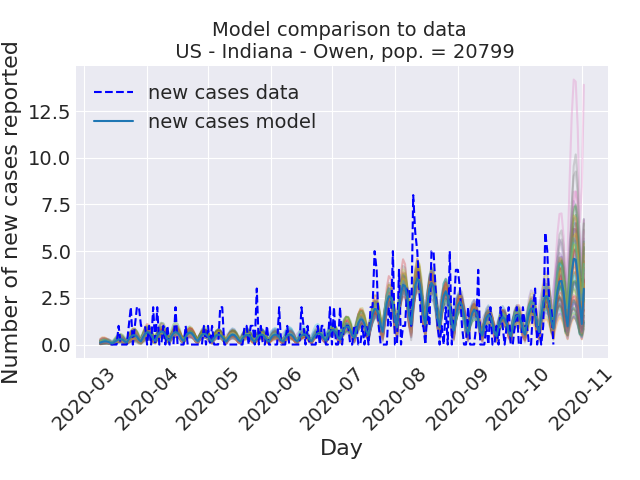 Model comparison to data
US - Indiana - Owen, pop. = 20799
Number of new cases reported
12.5
10.0
7.5
5.0
2.5
0.0
new cases data
new cases model
2020-03
2020-04
2020-05
2020-06
2020-07
2020-08
2020-09
2020-10
2020-11
Day